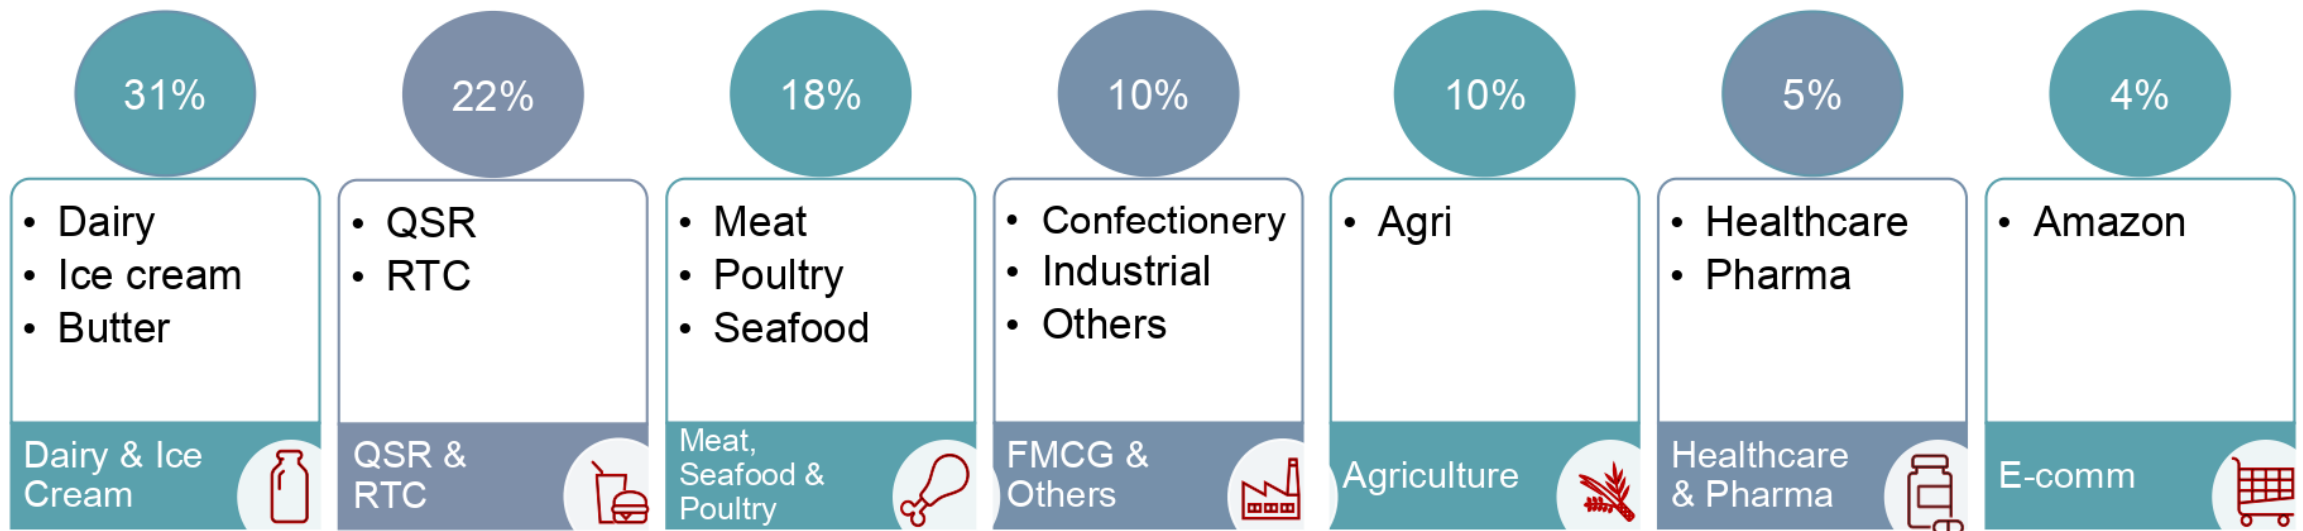 31%
22%
18%
10%
10%
5%
4%
• Dairy
• Ice cream
• Butter
Dairy & Ice
Cream
• QSR
• RTC
QSR &
RTC
• Meat
• Poultry
• Seafood
Meat,
Seafood &
Poultry
• Confectionery
• Industrial
• Others
FMCG &
Others
• Agri
Agriculture
• Healthcare
• Pharma
Healthcare
& Pharma
• Amazon
E-comm